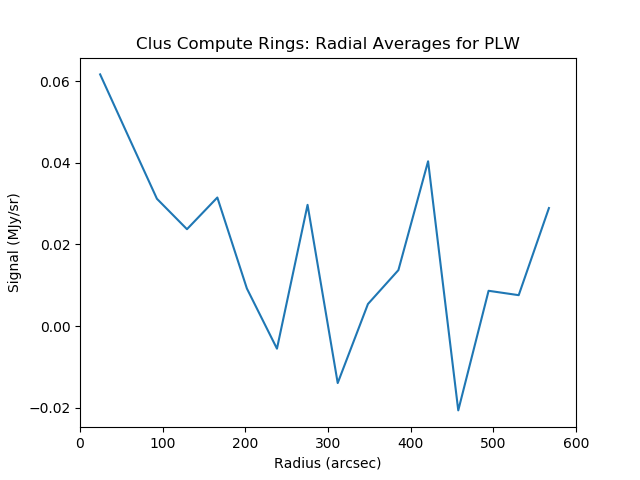 Clus Compute Rings: Radial Averages for PLW
0.06
0.04
0.02
0.00
−0.02
Signal (MJy/sr)
0 100 200 300 400 500 600
Radius (arcsec)